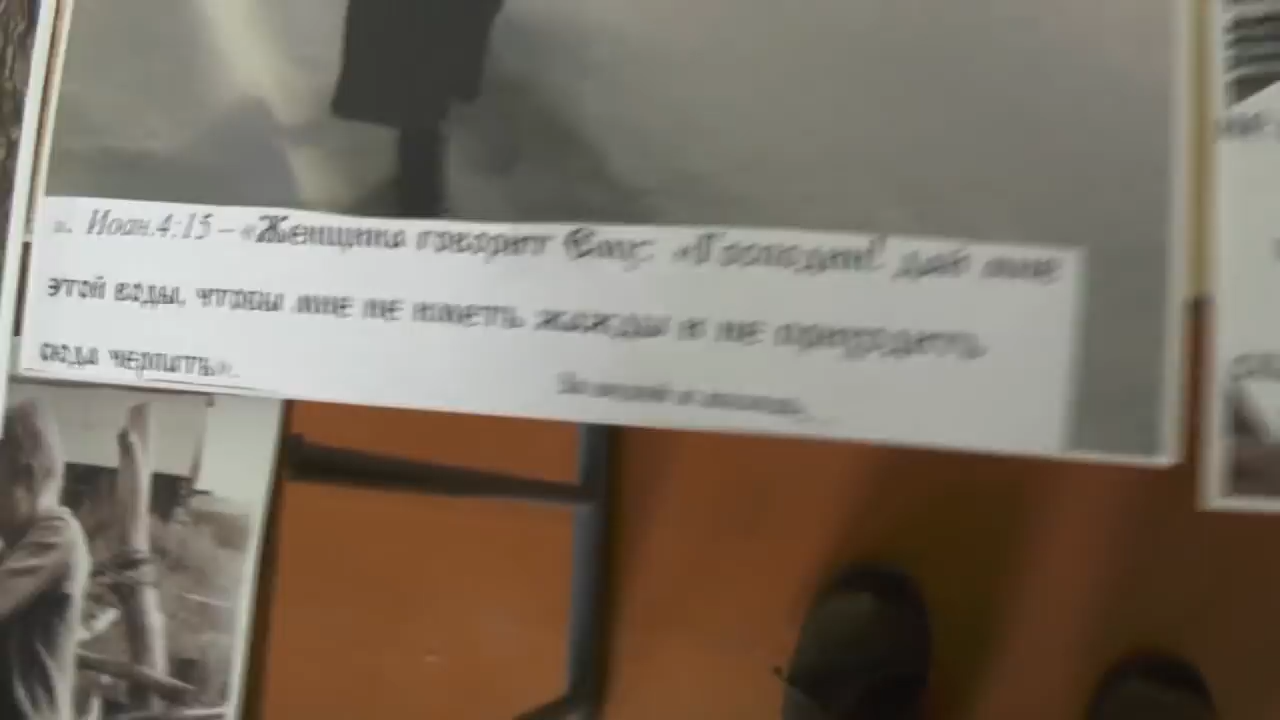 Иоан.4:15 – «Женщина говорит Ему: «Господин! дай мне
этой воды, чтобы мне не иметь жажды и не приходить
сюда черпать».